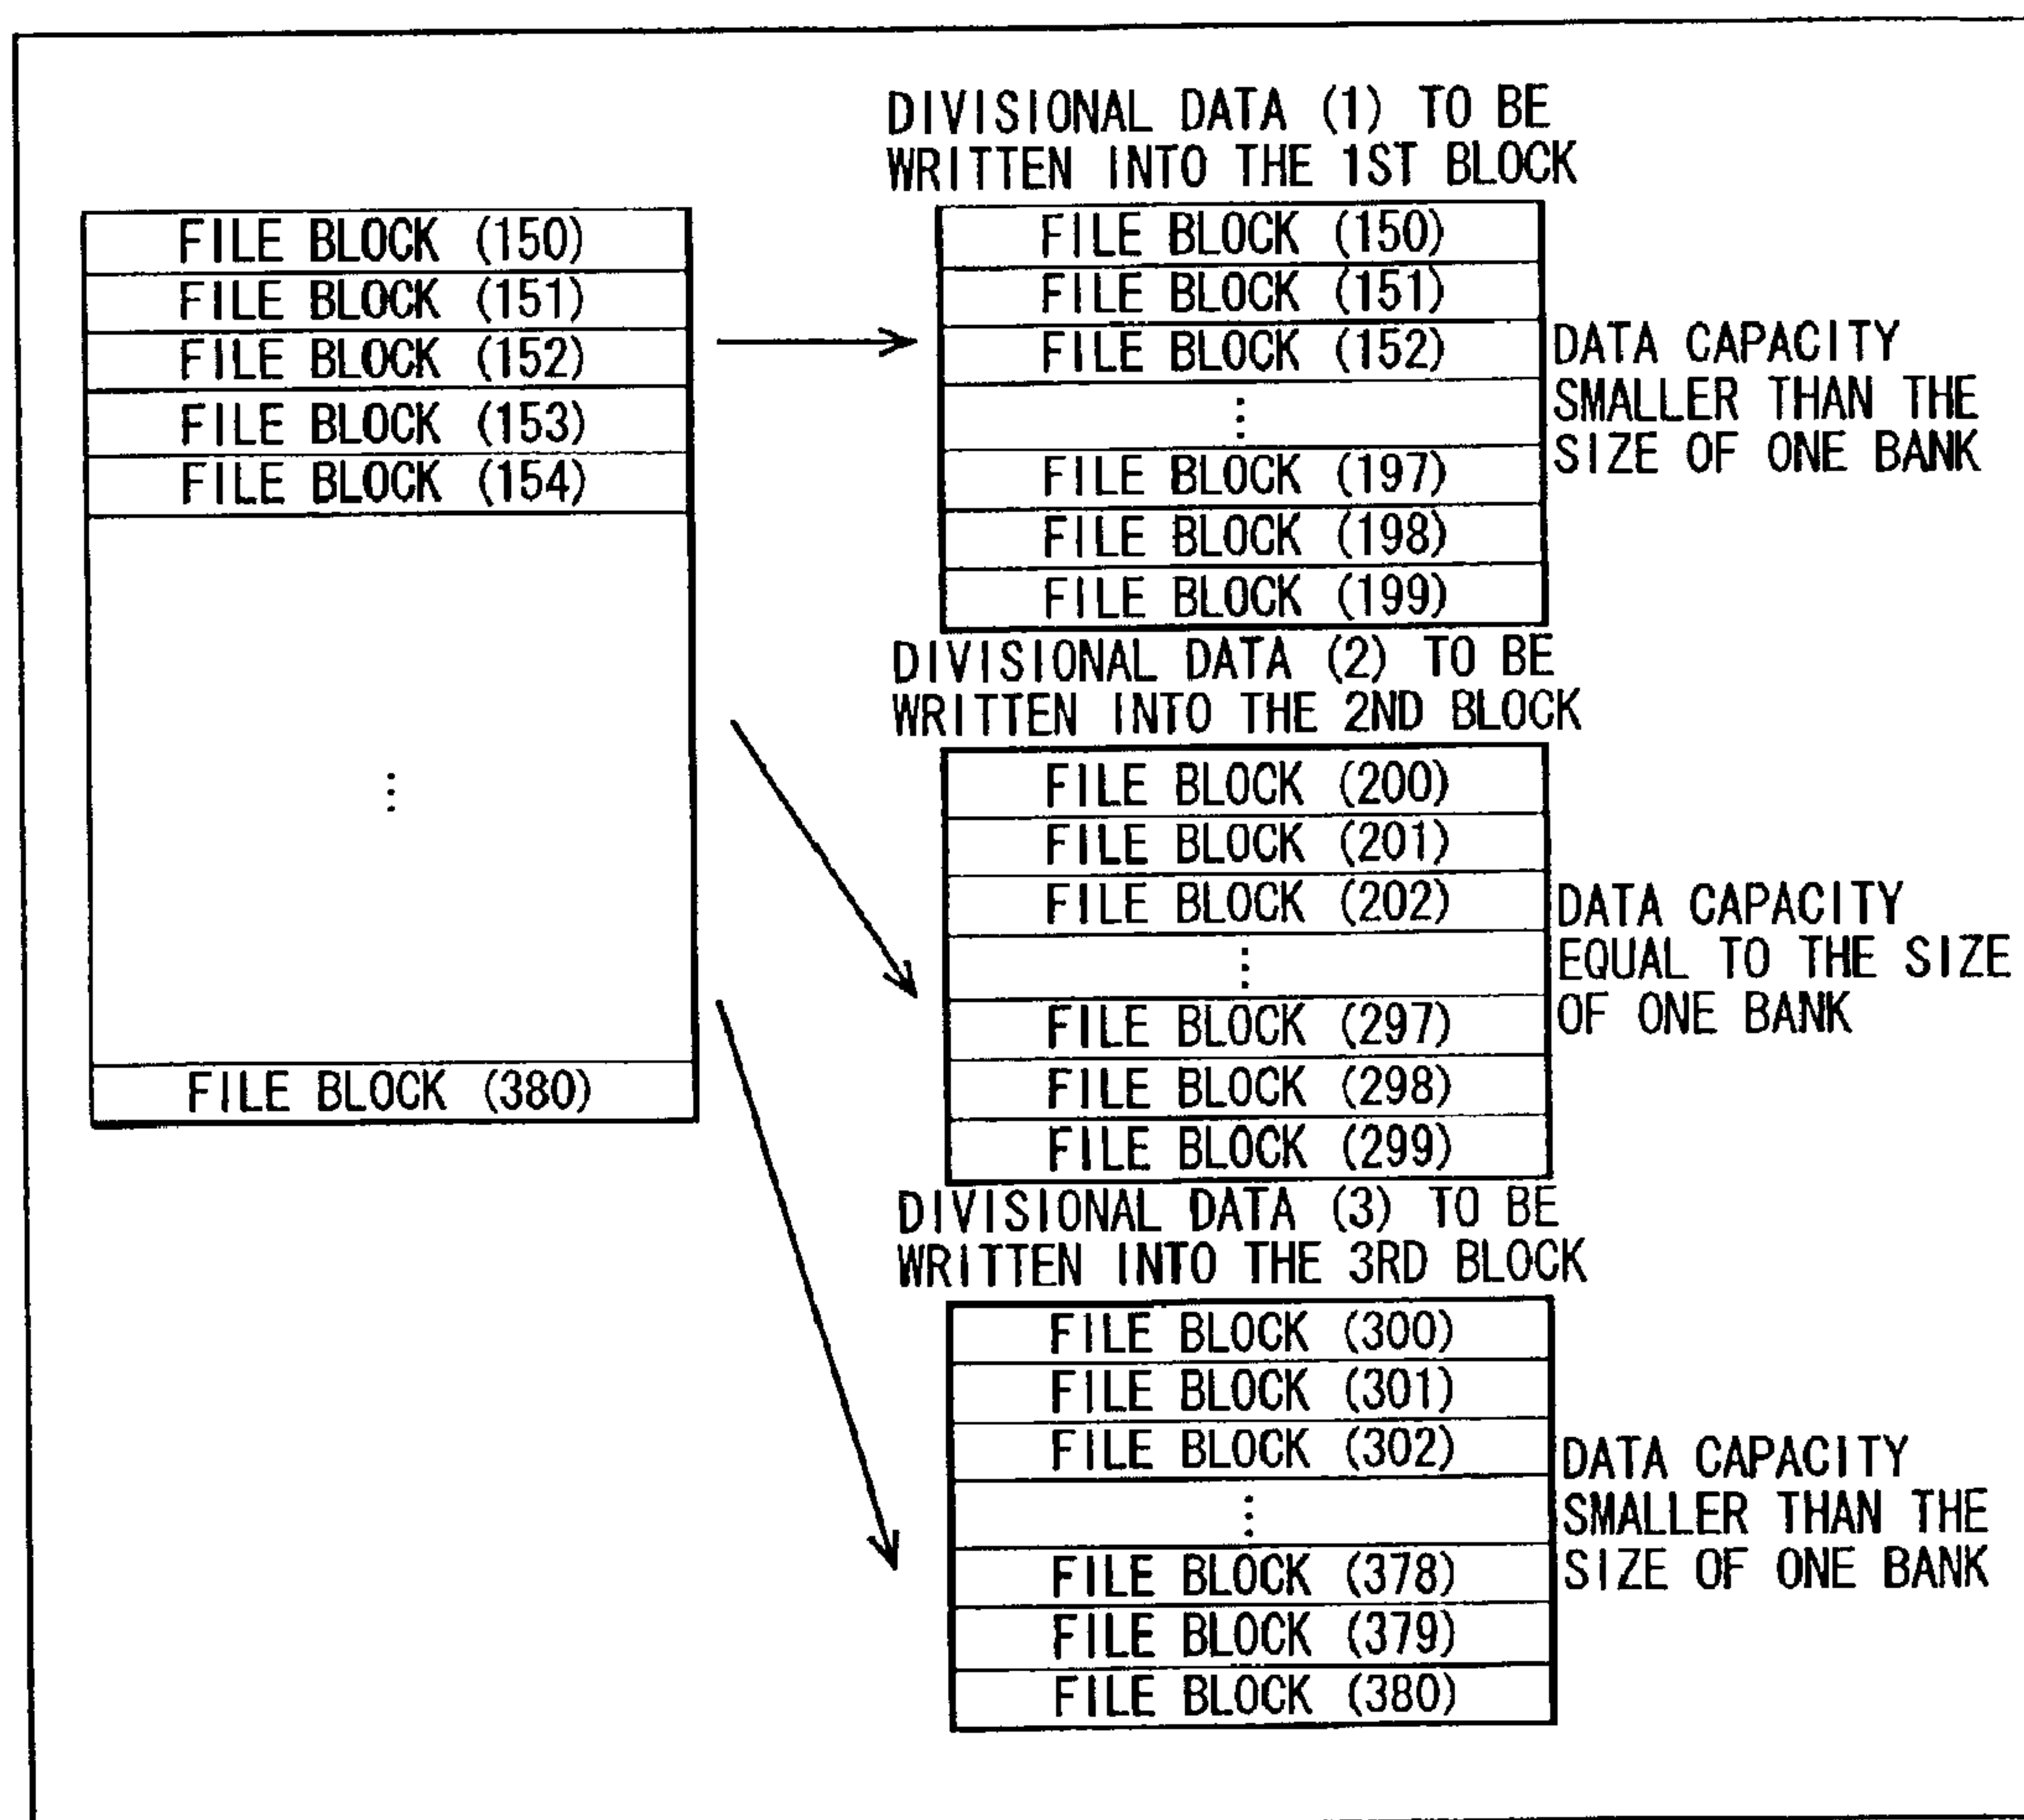 FILE BLOCK (150)
FILE BLOCK (151)
FILE BLOCK (152)
FILE BLOCK (153)
FILE BLOCK (154)
⋮
FILE BLOCK (380)
DIVISIONAL DATA (1) TO BE
WRITTEN INTO THE 1ST BLOCK
FILE BLOCK (150)
FILE BLOCK (151)
FILE BLOCK (152)
⋮
FILE BLOCK (197)
FILE BLOCK (198)
FILE BLOCK (199)
DATA CAPACITY
SMALLER THAN THE
SIZE OF ONE BANK
DIVISIONAL DATA (2) TO BE
WRITTEN INTO THE 2ND BLOCK
FILE BLOCK (200)
FILE BLOCK (201)
FILE BLOCK (202)
⋮
FILE BLOCK (297)
FILE BLOCK (298)
FILE BLOCK (299)
DATA CAPACITY
EQUAL TO THE SIZE
OF ONE BANK
DIVISIONAL DATA (3) TO BE
WRITTEN INTO THE 3RD BLOCK
FILE BLOCK (300)
FILE BLOCK (301)
FILE BLOCK (302)
⋮
FILE BLOCK (378)
FILE BLOCK (379)
FILE BLOCK (380)
DATA CAPACITY
SMALLER THAN THE
SIZE OF ONE BANK